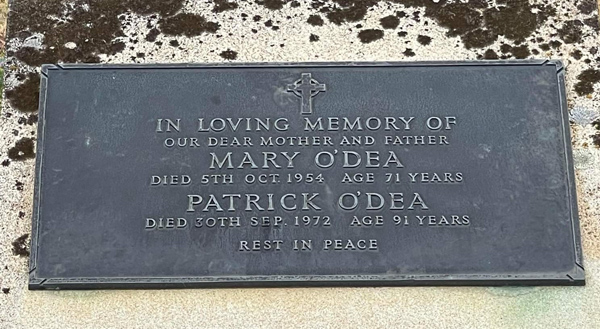 IN LOVING MEMORY OF
OUR DEAR MOTHER AND FATHER
MARY O'DEA
DIED 5TH OCT. 1954 AGE 71 YEARS
PATRICK O'DEA
DIED 30TH SEP. 1972 AGE 91 YEARS
REST IN PEACE